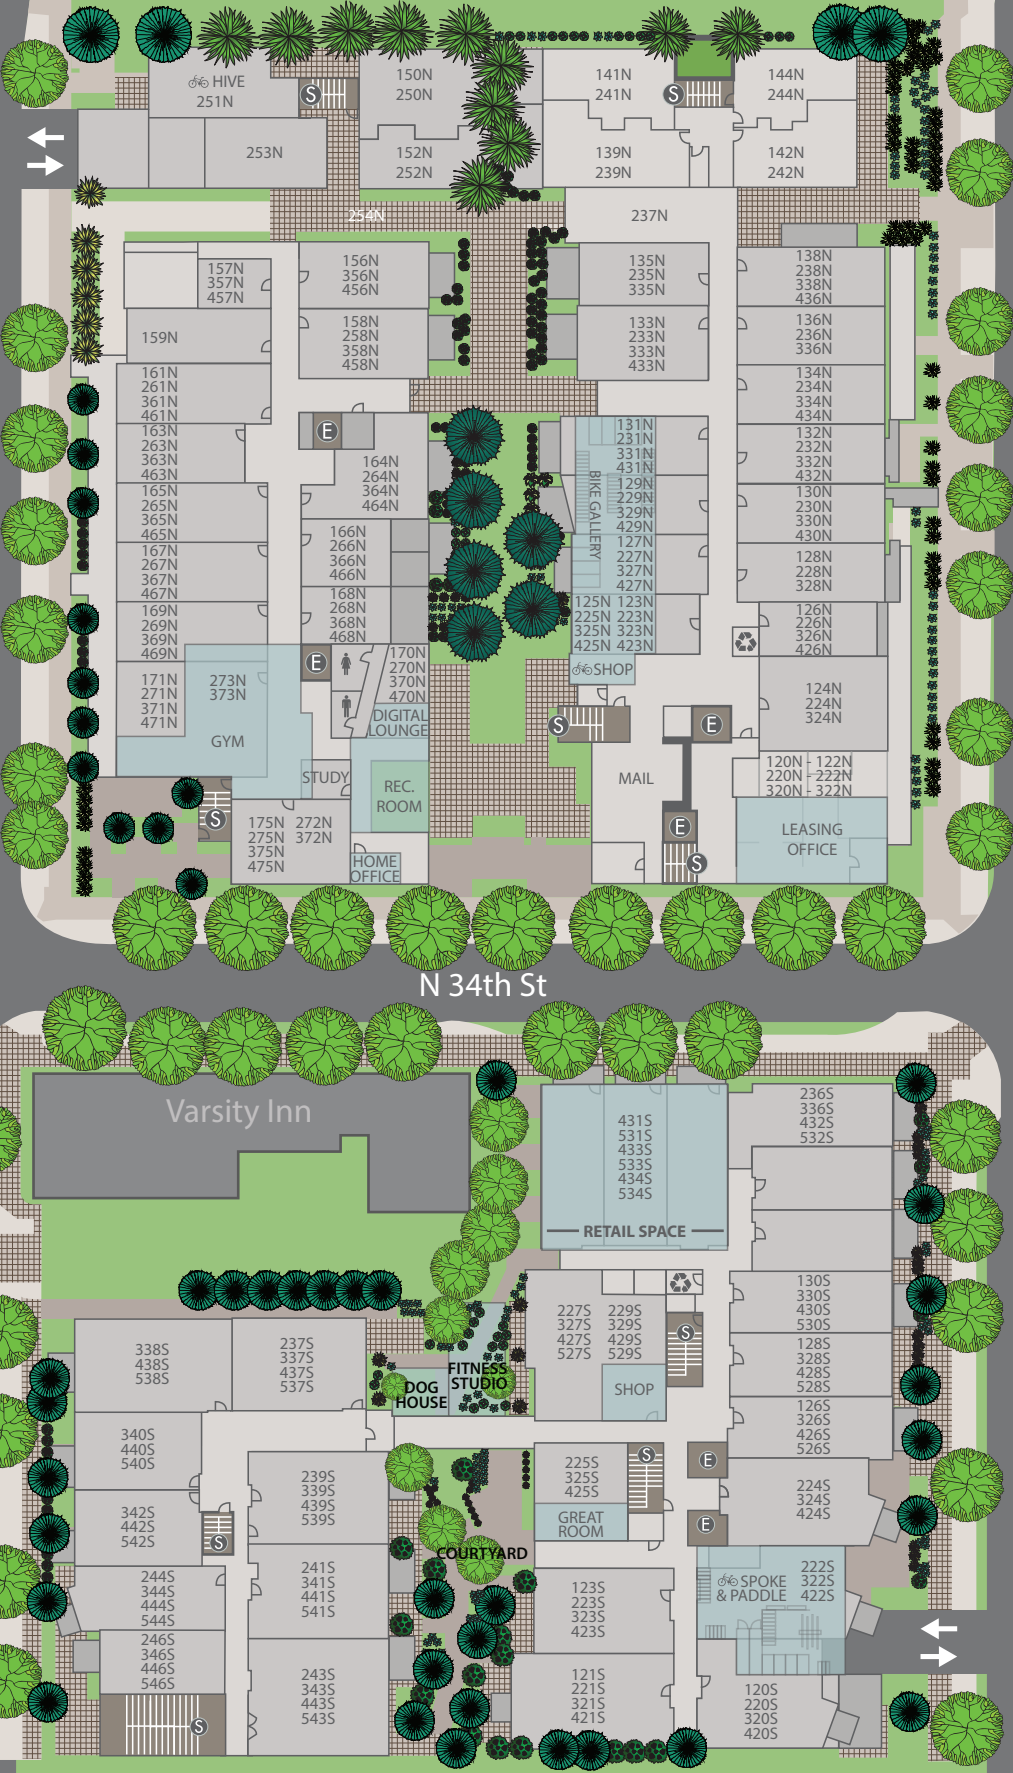 HIVE
251N
S
150N
250N
141N
241N
S
144N
244N
253N
152N
252N
139N
239N
142N
242N
254N
237N
157N
357N
457N
156N
356N
456N
135N
235N
335N
138N
238N
338N
436N
159N
158N
258N
358N
458N
133N
233N
333N
433N
136N
236N
336N
161N
261N
361N
461N
134N
234N
334N
434N
163N
263N
363N
463N
E
164N
264N
364N
464N
131N
231N
331N
431N
BIKE GALLERY
132N
232N
332N
432N
165N
265N
365N
465N
129N
229N
329N
429N
130N
230N
330N
430N
167N
267N
367N
467N
166N
266N
366N
466N
127N
227N
327N
427N
128N
228N
328N
169N
269N
369N
469N
168N
268N
368N
468N
125N 123N
225N 223N
325N 323N
425N 423N
126N
226N
326N
426N
171N
271N
371N
471N
273N
373N
GYM
E
170N
270N
370N
470N
SHOP
124N
224N
324N
DIGITAL
LOUNGE
S
E
STUDY
REC.
ROOM
MAIL
120N - 122N
220N - 222N
320N - 322N
S
175N 272N
275N 372N
375N
475N
HOME
OFFICE
E
S
LEASING
OFFICE
N 34th St
Varsity Inn
431S
531S
433S
533S
434S
534S
RETAIL SPACE
236S
336S
432S
532S
227S 229S
327S 329S
427S 429S
527S 529S
S
130S
330S
430S
530S
338S
438S
538S
237S
337S
437S
537S
FITNESS
STUDIO
DOG
HOUSE
SHOP
128S
328S
428S
528S
126S
326S
426S
526S
340S
440S
540S
239S
339S
439S
539S
225S
325S
425S
S
E
224S
324S
424S
342S
442S
542S
S
GREAT
ROOM
E
COURTYARD
244S
344S
444S
544S
241S
341S
441S
541S
123S
223S
323S
423S
SPOKE
& PADDLE
222S
322S
422S
246S
346S
446S
546S
243S
343S
443S
543S
121S
221S
321S
421S
120S
220S
320S
420S
S